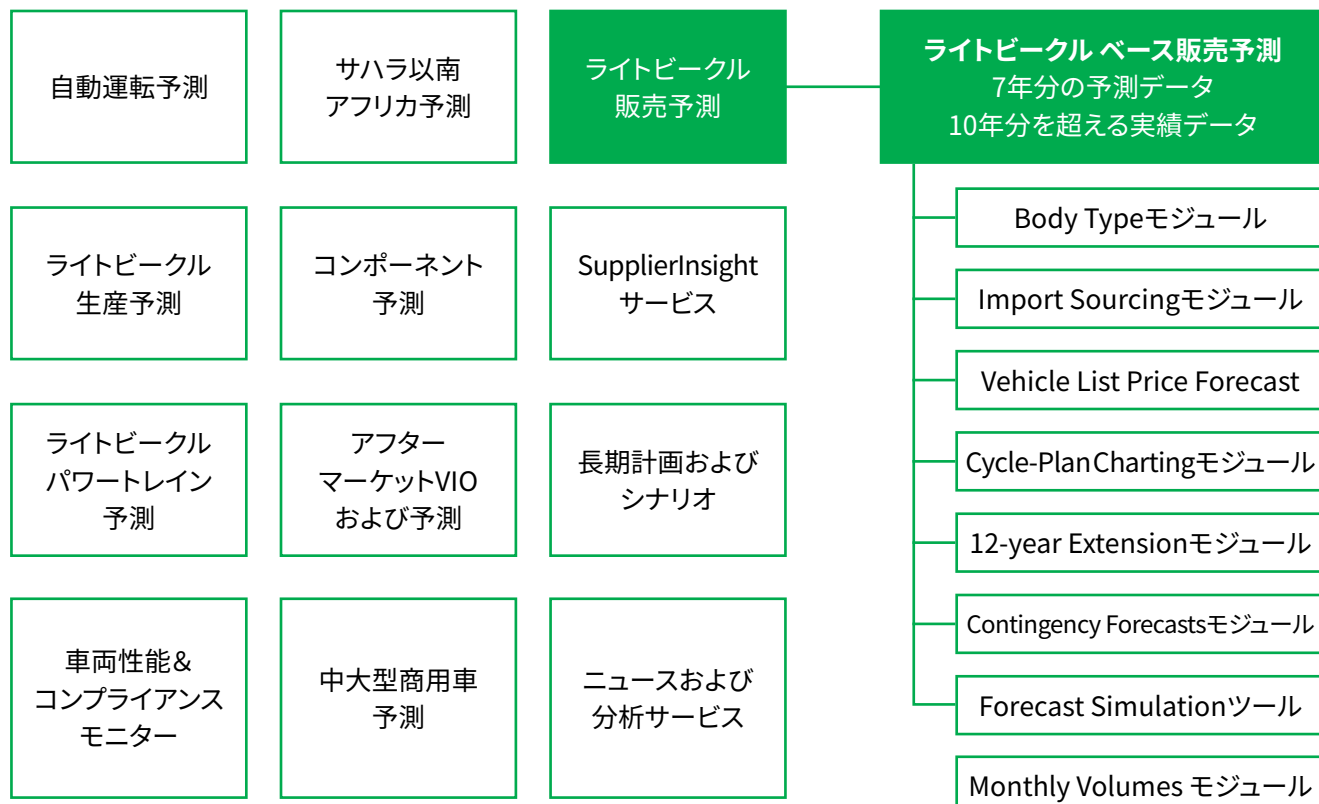 自動運転予測
サハラ以南
アフリカ予測
ライトビークル
販売予測
ライトビークル
生産予測
コンポーネント
予測
SupplierInsight
サービス
ライトビークル
パワートレイン
予測
アフター
マーケットVIO
および予測
長期計画および
シナリオ
車両性能&
コンプライアンス
モニター
中大型商用車
予測
ニュースおよび
分析サービス
ライトビークル ベース販売予測
7年分の予測データ
10年分を超える実績データ
Body Typeモジュール
Import Sourcingモジュール
Vehicle List Price Forecast
Cycle-Plan Chartingモジュール
12-year Extensionモジュール
Contingency Forecastsモジュール
Forecast Simulationツール
Monthly Volumes モジュール